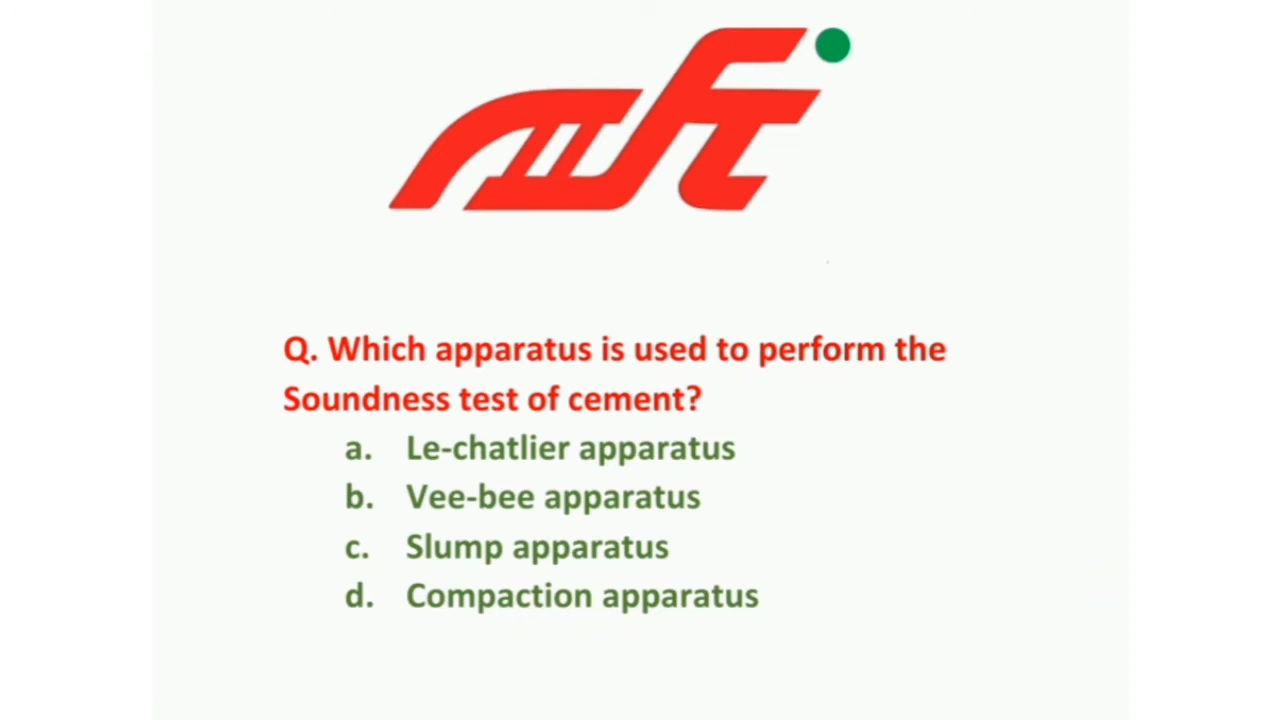 Q. Which apparatus is used to perform the
Soundness test of cement?
a. Le-chatlier apparatus
b. Vee-bee apparatus
c. Slump apparatus
d. Compaction apparatus